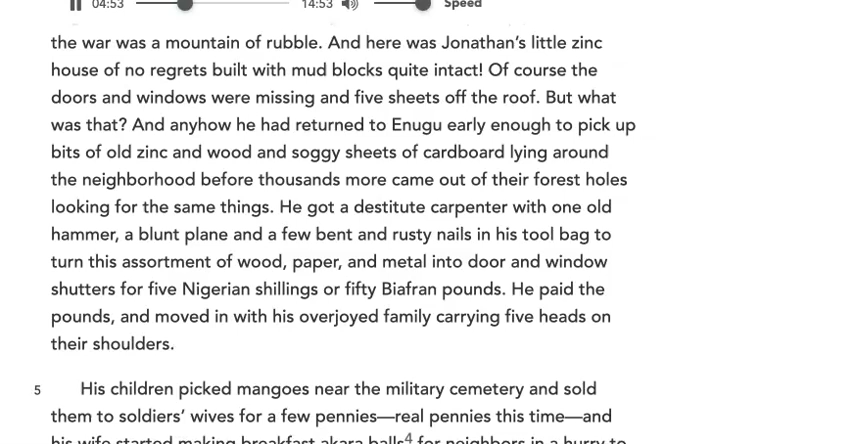 04:53 14:53 Speed
the war was a mountain of rubble. And here was Jonathan’s little zinc
house of no regrets built with mud blocks quite intact! Of course the
doors and windows were missing and five sheets off the roof. But what
was that? And anyhow he had returned to Enugu early enough to pick up
bits of old zinc and wood and soggy sheets of cardboard lying around
the neighborhood before thousands more came out of their forest holes
looking for the same things. He got a destitute carpenter with one old
hammer, a blunt plane and a few bent and rusty nails in his tool bag to
turn this assortment of wood, paper, and metal into door and window
shutters for five Nigerian shillings or fifty Biafran pounds. He paid the
pounds, and moved in with his overjoyed family carrying five heads on
their shoulders.
5 His children picked mangoes near the military cemetery and sold
them to soldiers’ wives for a few pennies—real pennies this time—and
his wife started making breakfast akara balls4 for neighbors in a hurry to